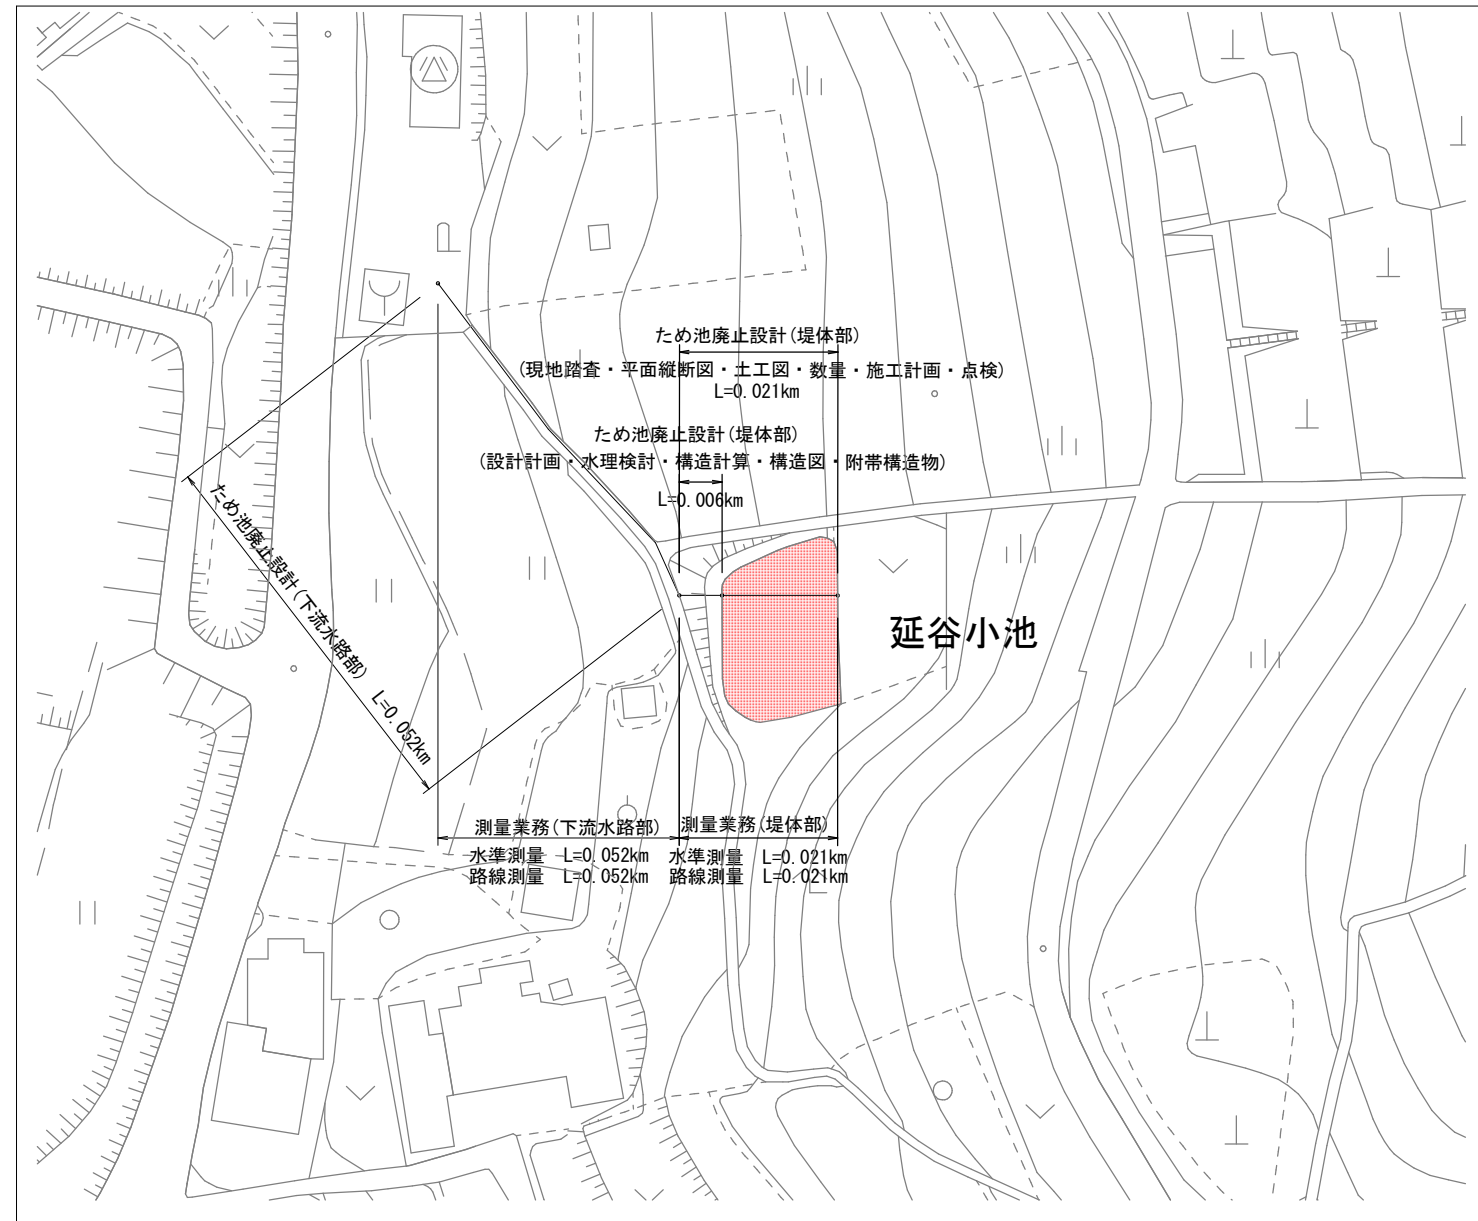 ため池廃止設計(堤体部)
(現地踏査・平面縦断図・土工図・数量・施工計画・点検)
L=0.021km
ため池廃止設計(堤体部)
(設計計画・水理検討・構造計算・構造図・附帯構造物)
L=0.006km
ため池廃止設計(下流水路部) L=0.052km
延谷小池
測量業務(下流水路部)
水準測量 L=0.052km
路線測量 L=0.052km
測量業務(堤体部)
水準測量 L=0.021km
路線測量 L=0.021km